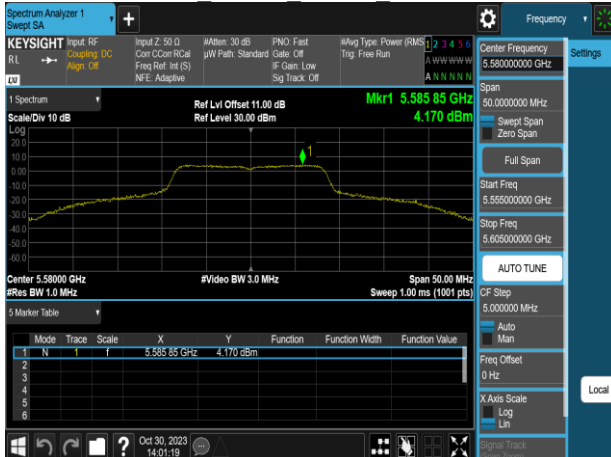 Spectrum Analyzer 1
Swept SA
Frequency
KEYSIGHT
RL
Input: RF
Coupling: DC
Align: Off
Input Z: 50 Ω
Corr CCorr RCal
Freq Ref: Int (S)
NFE: Adaptive
#Atten: 30 dB
µW Path: Standard
PNO: Fast
Gate: Off
IF Gain: Low
Sig Track: Off
#Avg Type: Power (RMS
Trig: Free Run
1 2 3 4 5 6
A W W W W W
A N N N N N
LXI
1 Spectrum
Scale/Div 10 dB
Ref Lvl Offset 11.00 dB
Ref Level 30.00 dBm
Mkr1 5.585 85 GHz
4.170 dBm
Log
20.0
10.0
0.00
-10.0
-20.0
-30.0
-40.0
-50.0
-60.0
1
Center 5.58000 GHz
#Res BW 1.0 MHz
#Video BW 3.0 MHz
Span 50.00 MHz
Sweep 1.00 ms (1001 pts)
5 Marker Table
Mode Trace Scale X Y Function Function Width Function Value
1 N 1 f 5.585 85 GHz 4.170 dBm
2
3
4
5
6
Oct 30, 2023
14:01:19
Center Frequency
5.580000000 GHz
Settings
Span
50.0000000 MHz
Swept Span
Zero Span
Full Span
Start Freq
5.555000000 GHz
Stop Freq
5.605000000 GHz
AUTO TUNE
CF Step
5.000000 MHz
Auto
Man
Freq Offset
0 Hz
Local
X Axis Scale
Log
Lin
Signal Track